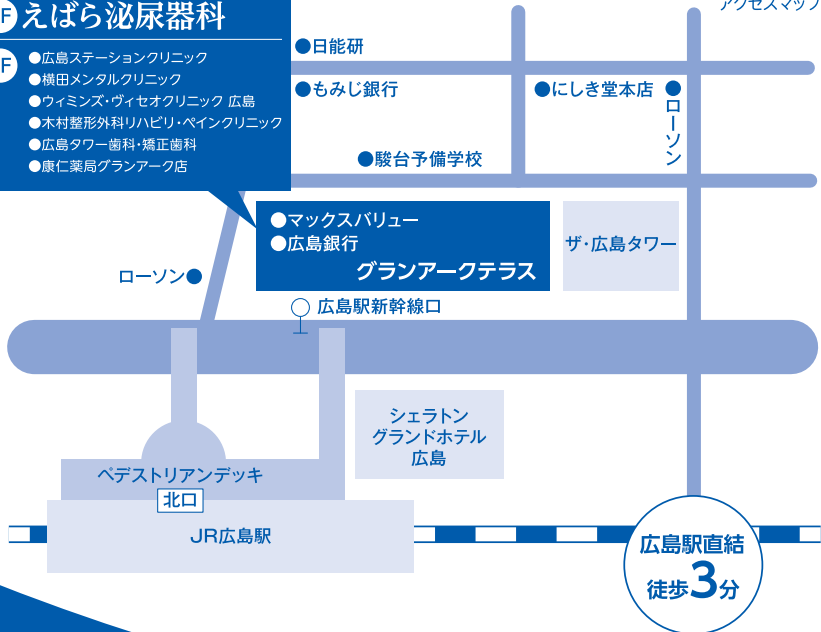 アクセスマップ
F えばら泌尿器科
F
●広島ステーションクリニック
●横田メンタルクリニック
●ウィミンズ・ヴィセオクリニック 広島
●木村整形外科リハビリ・ペインクリニック
●広島タワー歯科・矯正歯科
●康仁薬局グランアーク店
●日能研
●もみじ銀行
●にしき堂本店
●ローソン
●駿台予備学校
●マックスバリュー
●広島銀行
グランアークテラス
ザ・広島タワー
ローソン●
広島駅新幹線口
シェラトン
グランドホテル
広島
ペデストリアンデッキ
北口
JR広島駅
広島駅直結
徒歩3分